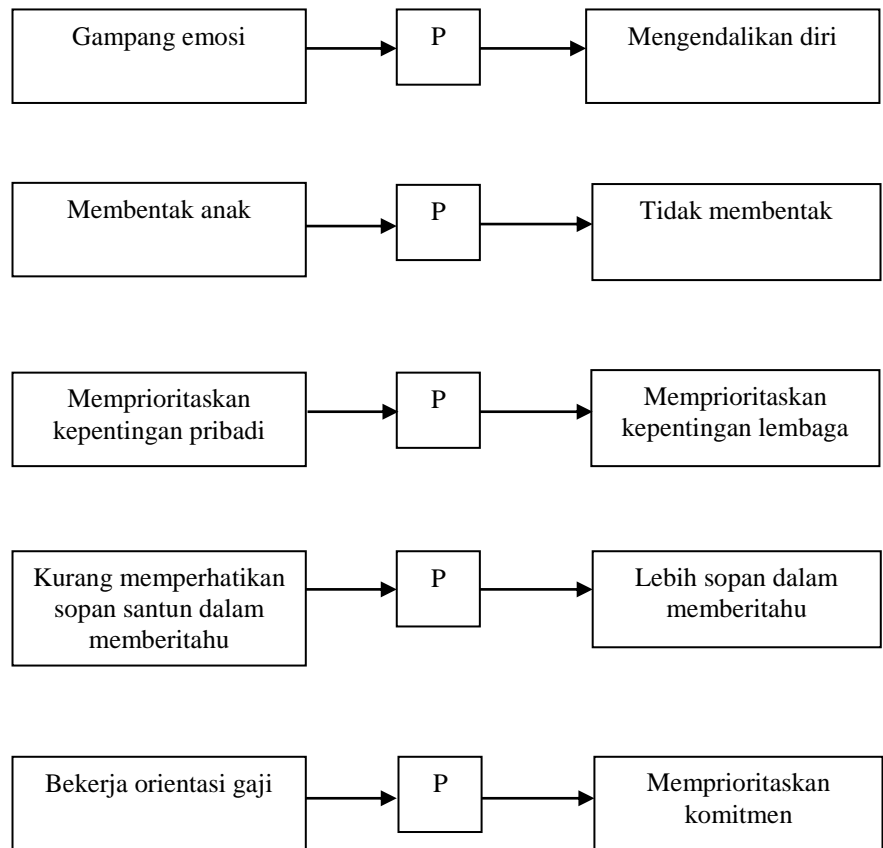 Gampang emosi
P
Mengendalikan diri
Membentak anak
P
Tidak membentak
Memprioritaskan
kepentingan pribadi
P
Memprioritaskan
kepentingan lembaga
Kurang memperhatikan
sopan santun dalam
memberitahu
P
Lebih sopan dalam
memberitahu
Bekerja orientasi gaji
P
Memprioritaskan
komitmen